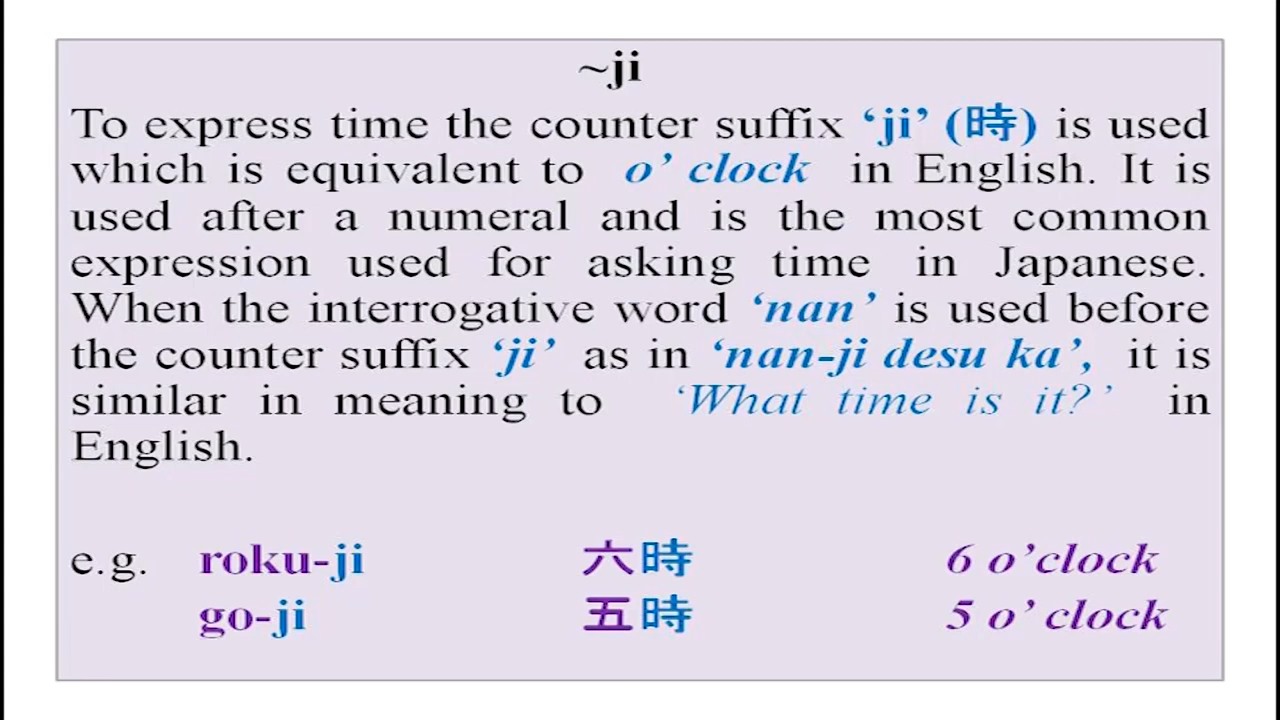 ~ji
To express time the counter suffix ‘ji’ (時) is used
which is equivalent to o’ clock in English. It is
used after a numeral and is the most common
expression used for asking time in Japanese.
When the interrogative word ‘nan’ is used before
the counter suffix ‘ji’ as in ‘nan-ji desu ka’, it is
similar in meaning to ‘What time is it?’ in
English.
e.g. roku-ji 六時 6 o’clock
go-ji 五時 5 o’ clock